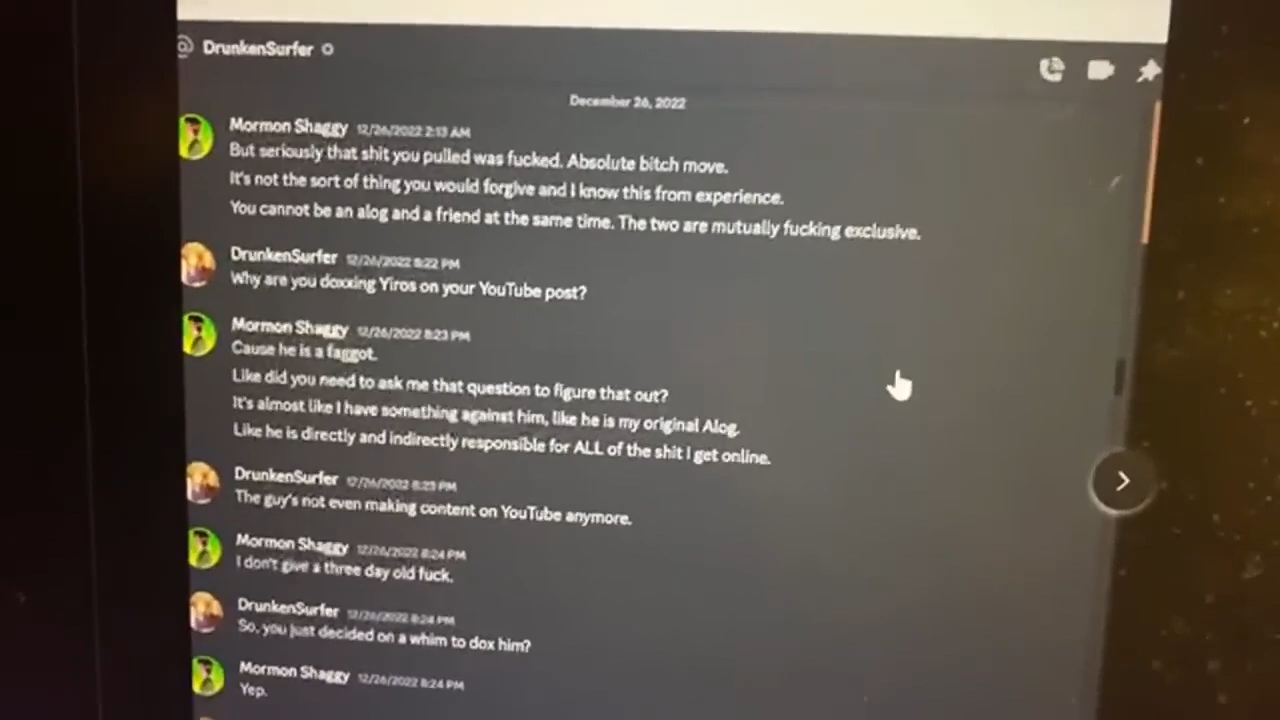 @ DrunkenSurfer
December 26, 2022
Mormon Shaggy 12/26/2022 2:13 AM
But seriously that shit you pulled was fucked. Absolute bitch move.
It's not the sort of thing you would forgive and I know this from experience.
You cannot be an alog and a friend at the same time. The two are mutually fucking exclusive.
DrunkenSurfer 12/26/2022 8:22 PM
Why are you doxxing Yiros on your YouTube post?
Mormon Shaggy 12/26/2022 8:23 PM
Cause he is a faggot.
Like did you need to ask me that question to figure that out?
It's almost like I have something against him, like he is my original Alog.
Like he is directly and indirectly responsible for ALL of the shit I get online.
DrunkenSurfer 12/26/2022 8:23 PM
The guy's not even making content on YouTube anymore.
Mormon Shaggy 12/26/2022 8:24 PM
I don't give a three day old fuck.
DrunkenSurfer 12/26/2022 8:24 PM
So, you just decided on a whim to dox him?
Mormon Shaggy 12/26/2022 8:24 PM
Yep.